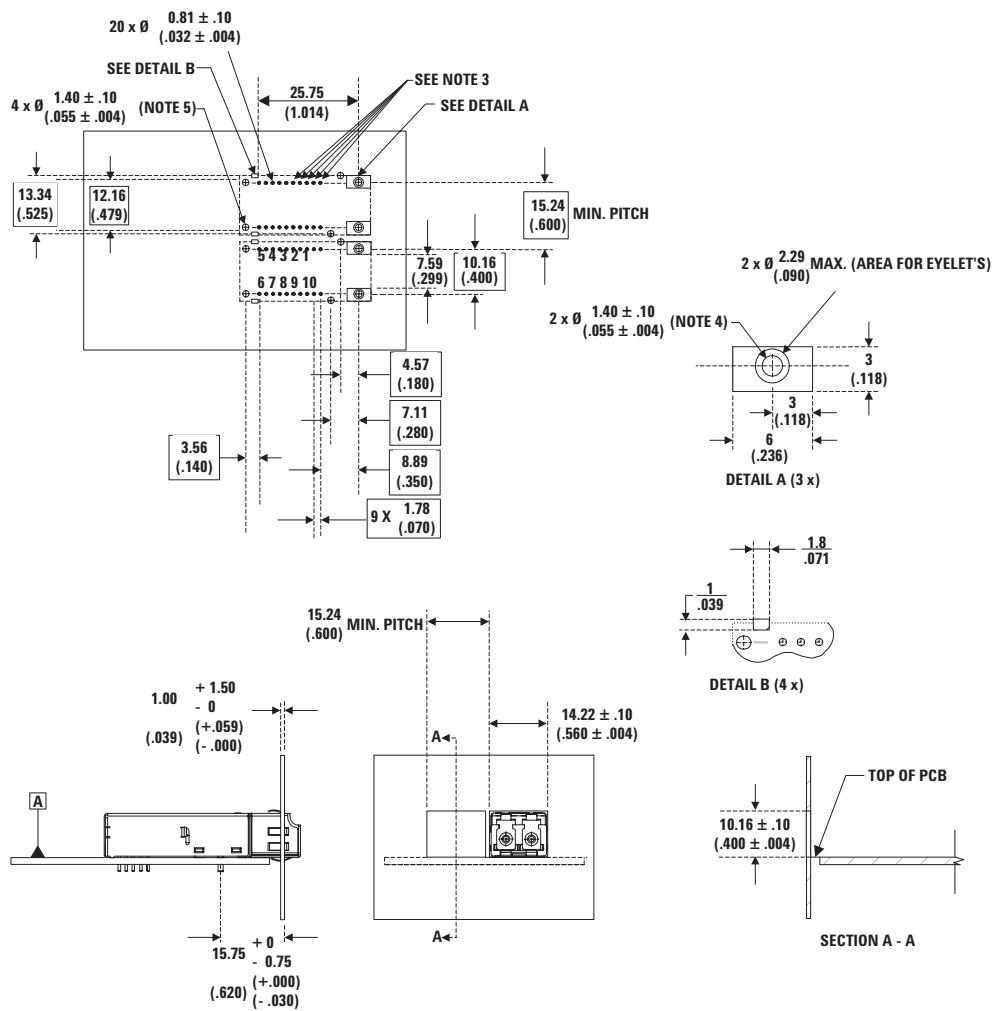 20 x Ø 0.81 ± .10
(.032 ± .004)
SEE DETAIL B
SEE NOTE 3
25.75
(1.014)
SEE DETAIL A
4 x Ø 1.40 ± .10 (NOTE 5)
(.055 ± .004)
13.34
(.525)
12.16
(.479)
15.24 MIN. PITCH
(.600)
5 4 3 2 1
7.59
(.299)
10.16
(.400)
6 7 8 9 10
2 x Ø 2.29 MAX. (AREA FOR EYELET'S)
(.090)
2 x Ø 1.40 ± .10 (NOTE 4)
(.055 ± .004)
3
(.118)
3
(.118)
6
(.236)
DETAIL A (3 x)
4.57
(.180)
7.11
(.280)
3.56
(.140)
8.89
(.350)
9 X 1.78
(.070)
1.8
.071
1
.039
DETAIL B (4 x)
15.24 MIN. PITCH
(.600)
1.00 + 1.50
- 0
(.039) (+.059)
(- .000)
14.22 ± .10
(.560 ± .004)
A
A
TOP OF PCB
10.16 ± .10
(.400 ± .004)
A
SECTION A - A
15.75 + 0
- 0.75
(.620) (+.000)
(- .030)